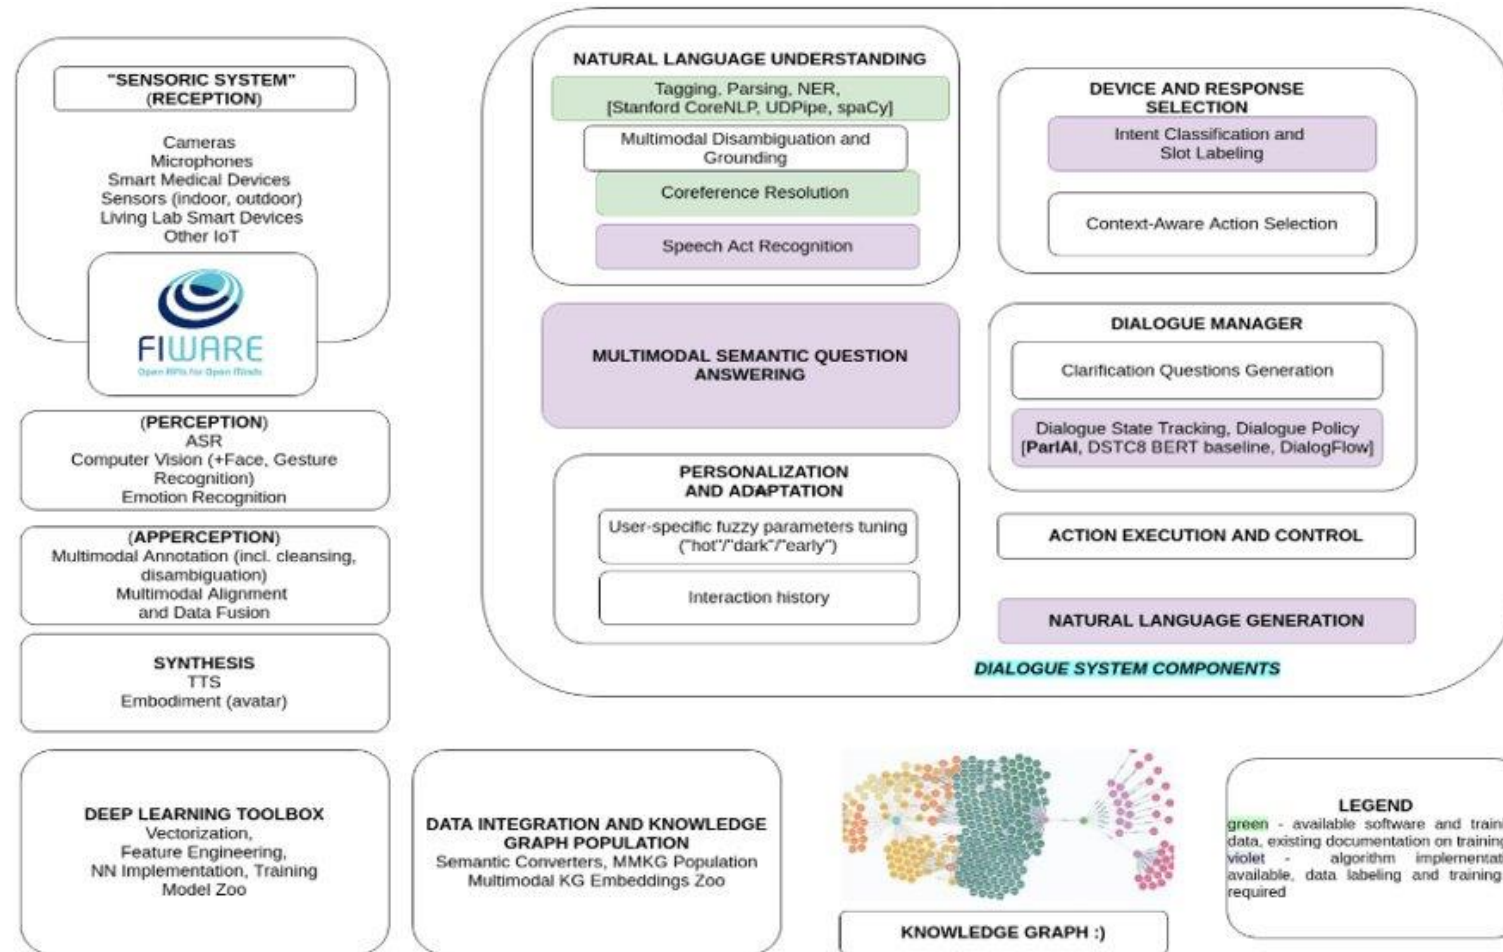 "SENSORIC SYSTEM"
(RECEPTION)
Cameras
Microphones
Smart Medical Devices
Sensors (indoor, outdoor)
Living Lab Smart Devices
Other IoT
FIWARE
Open APIs for Open Minds
(PERCEPTION)
ASR
Computer Vision (+Face, Gesture
Recognition)
Emotion Recognition
(APPERCEPTION)
Multimodal Annotation (incl. cleansing,
disambiguation)
Multimodal Alignment
and Data Fusion
SYNTHESIS
TTS
Embodiment (avatar)
NATURAL LANGUAGE UNDERSTANDING
Tagging, Parsing, NER,
[Stanford CoreNLP, UDPipe, spaCy]
Multimodal Disambiguation and
Grounding
Coreference Resolution
Speech Act Recognition
MULTIMODAL SEMANTIC QUESTION
ANSWERING
PERSONALIZATION
AND ADAPTATION
User-specific fuzzy parameters tuning
("hot"/"dark"/"early")
Interaction history
DEVICE AND RESPONSE
SELECTION
Intent Classification and
Slot Labeling
Context-Aware Action Selection
DIALOGUE MANAGER
Clarification Questions Generation
Dialogue State Tracking, Dialogue Policy
[ParlAI, DSTC8 BERT baseline, DialogFlow]
ACTION EXECUTION AND CONTROL
NATURAL LANGUAGE GENERATION
DIALOGUE SYSTEM COMPONENTS
DEEP LEARNING TOOLBOX
Vectorization,
Feature Engineering,
NN Implementation, Training
Model Zoo
DATA INTEGRATION AND KNOWLEDGE
GRAPH POPULATION
Semantic Converters, MMKG Population
Multimodal KG Embeddings Zoo
KNOWLEDGE GRAPH :)
LEGEND
green - available software and
data, existing documentation on training
violet - algorithm
available, data labeling and training
required